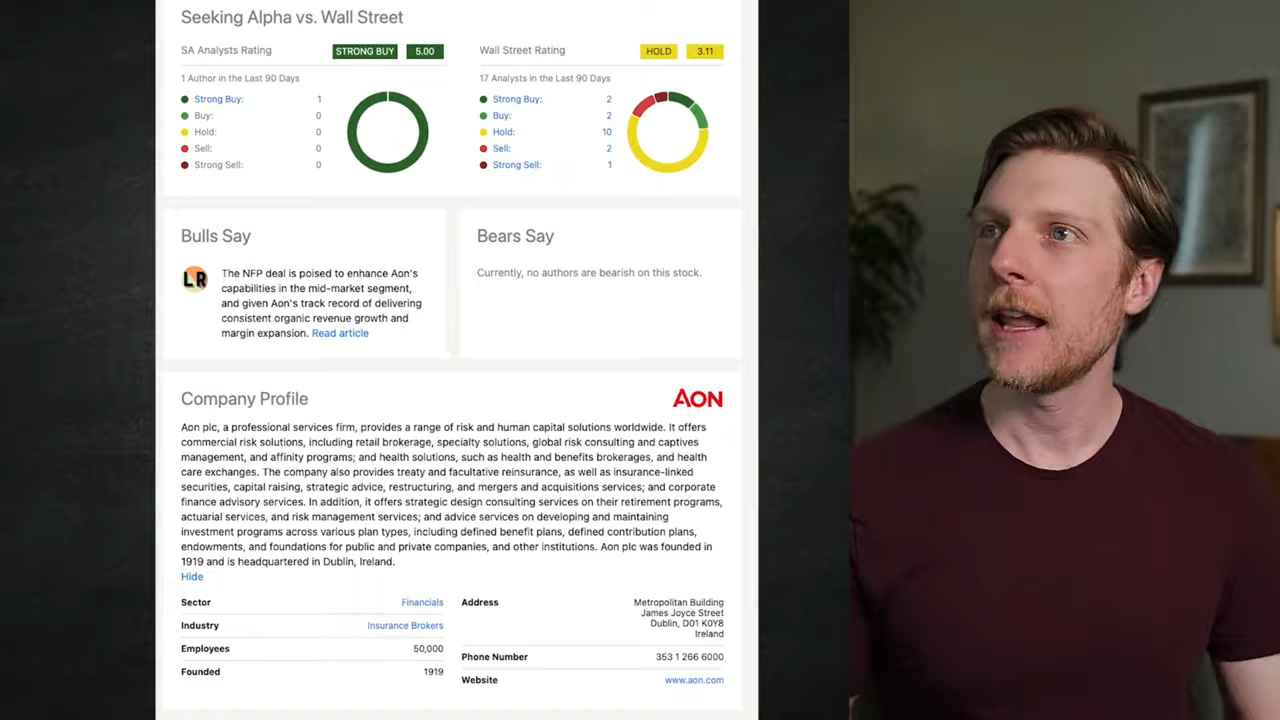 Seeking Alpha vs. Wall Street
SA Analysts Rating STRONG BUY 5.00
1 Author in the Last 90 Days
Strong Buy: 1
Buy: 0
Hold: 0
Sell: 0
Strong Sell: 0
Wall Street Rating HOLD 3.11
17 Analysts in the Last 90 Days
Strong Buy: 2
Buy: 2
Hold: 10
Sell: 2
Strong Sell: 1
Bulls Say
LR
The NFP deal is poised to enhance Aon's
capabilities in the mid-market segment,
and given Aon's track record of delivering
consistent organic revenue growth and
margin expansion. Read article
Bears Say
Currently, no authors are bearish on this stock.
Company Profile
AON
Aon plc, a professional services firm, provides a range of risk and human capital solutions worldwide. It offers
commercial risk solutions, including retail brokerage, specialty solutions, global risk consulting and captives
management, and affinity programs; and health solutions, such as health and benefits brokerages, and health
care exchanges. The company also provides treaty and facultative reinsurance, as well as insurance-linked
securities, capital raising, strategic advice, restructuring, and mergers and acquisitions services; and corporate
finance advisory services. In addition, it offers strategic design consulting services on their retirement programs,
actuarial services, and risk management services; and advice services on developing and maintaining
investment programs across various plan types, including defined benefit plans, defined contribution plans,
endowments, and foundations for public and private companies, and other institutions. Aon plc was founded in
1919 and is headquartered in Dublin, Ireland.
Hide
Sector Financials
Industry Insurance Brokers
Employees 50,000
Founded 1919
Address Metropolitan Building
James Joyce Street
Dublin, D01 K0Y8
Ireland
Phone Number 353 1 266 6000
Website www.aon.com